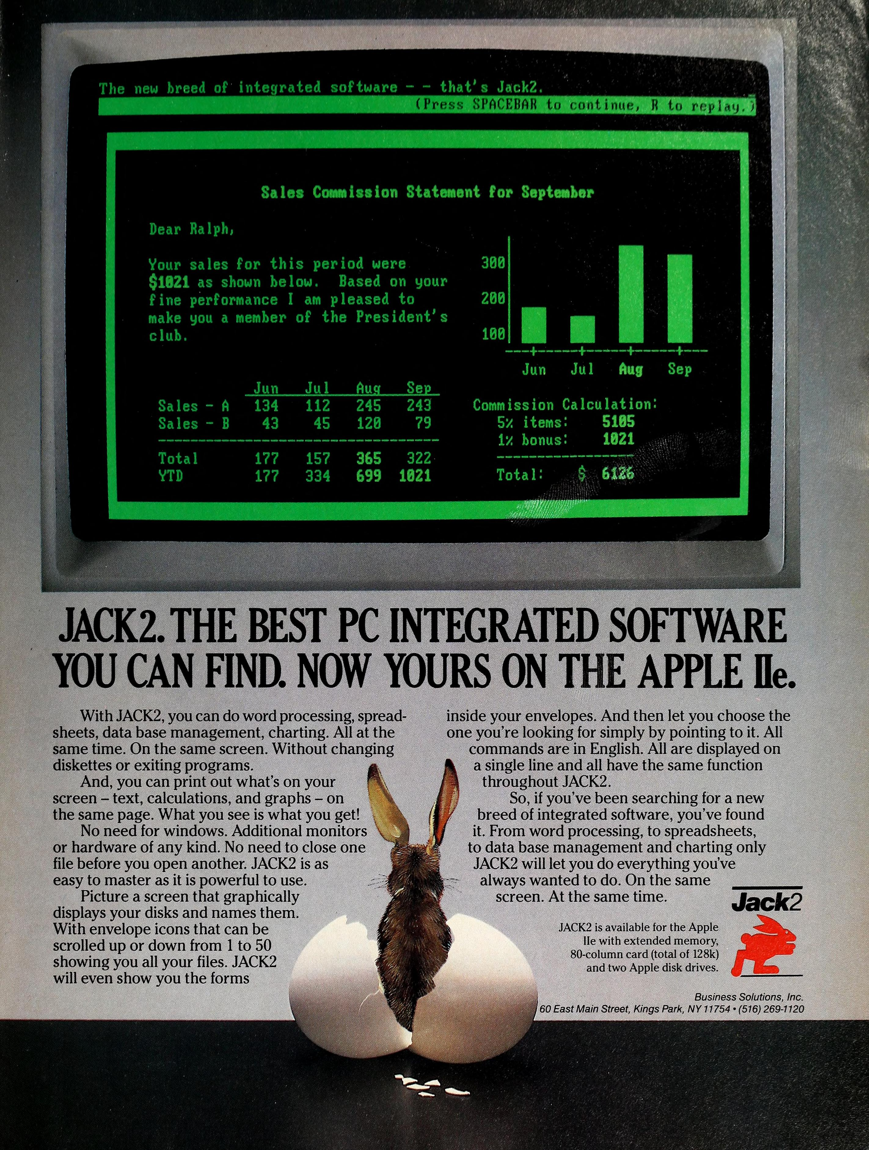 The new breed of integrated software - - that's Jack2.
(Press SPACEBAR to continue, R to replay.)
Sales Commission Statement for September
Dear Ralph,
Your sales for this period were
$1021 as shown below. Based on your
fine performance I am pleased to
make you a member of the President's
club.
300
200
100
Jun Jul Aug Sep
Jun Jul Aug Sep
Sales - A 134 112 245 243
Sales - B 43 45 120 79
Total 177 157 365 322
YTD 177 334 699 1021
Commission Calculation:
5% items: 5105
1% bonus: 1021
Total: $ 6126
JACK2. THE BEST PC INTEGRATED SOFTWARE
YOU CAN FIND. NOW YOURS ON THE APPLE IIe.
With JACK2, you can do word processing, spread-
sheets, data base management, charting. All at the
same time. On the same screen. Without changing
diskettes or exiting programs.
And, you can print out what's on your
screen – text, calculations, and graphs – on
the same page. What you see is what you get!
No need for windows. Additional monitors
or hardware of any kind. No need to close one
file before you open another. JACK2 is as
easy to master as it is powerful to use.
Picture a screen that graphically
displays your disks and names them.
With envelope icons that can be
scrolled up or down from 1 to 50
showing you all your files. JACK2
will even show you the forms
inside your envelopes. And then let you choose the
one you're looking for simply by pointing to it. All
commands are in English. All are displayed on
a single line and all have the same function
throughout JACK2.
So, if you've been searching for a new
breed of integrated software, you've found
it. From word processing, to spreadsheets,
to data base management and charting only
JACK2 will let you do everything you've
always wanted to do. On the same
screen. At the same time.
Jack2
JACK2 is available for the Apple
IIe with extended memory,
80-column card (total of 128k)
and two Apple disk drives.
Business Solutions, Inc.
60 East Main Street, Kings Park, NY 11754 • (516) 269-1120